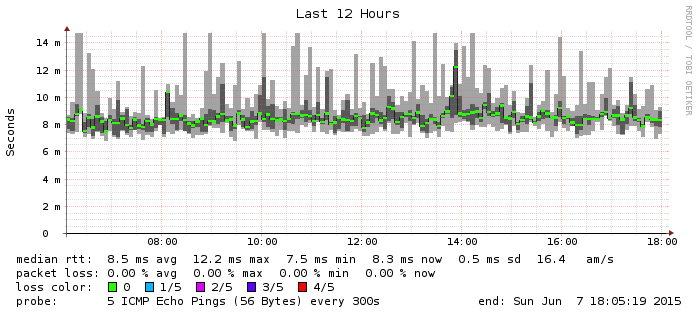 Last 12 Hours
RRDTOOL / TOBI OETIKER
Seconds
14 m
12 m
10 m
8 m
6 m
4 m
2 m
0
08:00 10:00 12:00 14:00 16:00 18:00
median rtt: 8.5 ms avg 12.2 ms max 7.5 ms min 8.3 ms now 0.5 ms sd 16.4 am/s
packet loss: 0.00 % avg 0.00 % max 0.00 % min 0.00 % now
loss color: 0 1/5 2/5 3/5 4/5
probe: 5 ICMP Echo Pings (56 Bytes) every 300s end: Sun Jun 7 18:05:19 2015